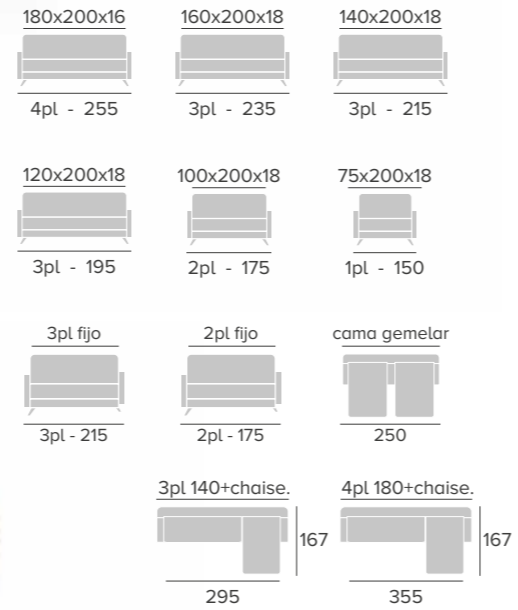 180x200x16
160x200x18
140x200x18
4pl - 255
3pl - 235
3pl - 215
120x200x18
100x200x18
75x200x18
3pl - 195
2pl - 175
1pl - 150
3pl fijo
2pl fijo
cama gemelar
3pl - 215
2pl - 175
250
3pl 140+chaise.
4pl 180+chaise.
167
167
295
355